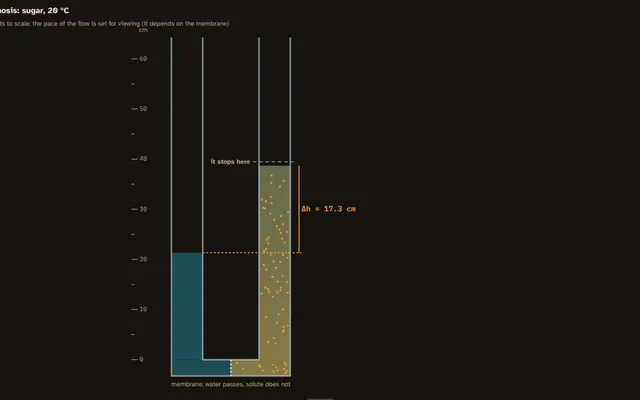 nosis: sugar, 20 °C
ts to scale; the pace of the flow is set for viewing (it depends on the membrane)
cm
60
50
it stops here
40
30
Δh = 17.3 cm
20
10
0
membrane; water passes, solute does not